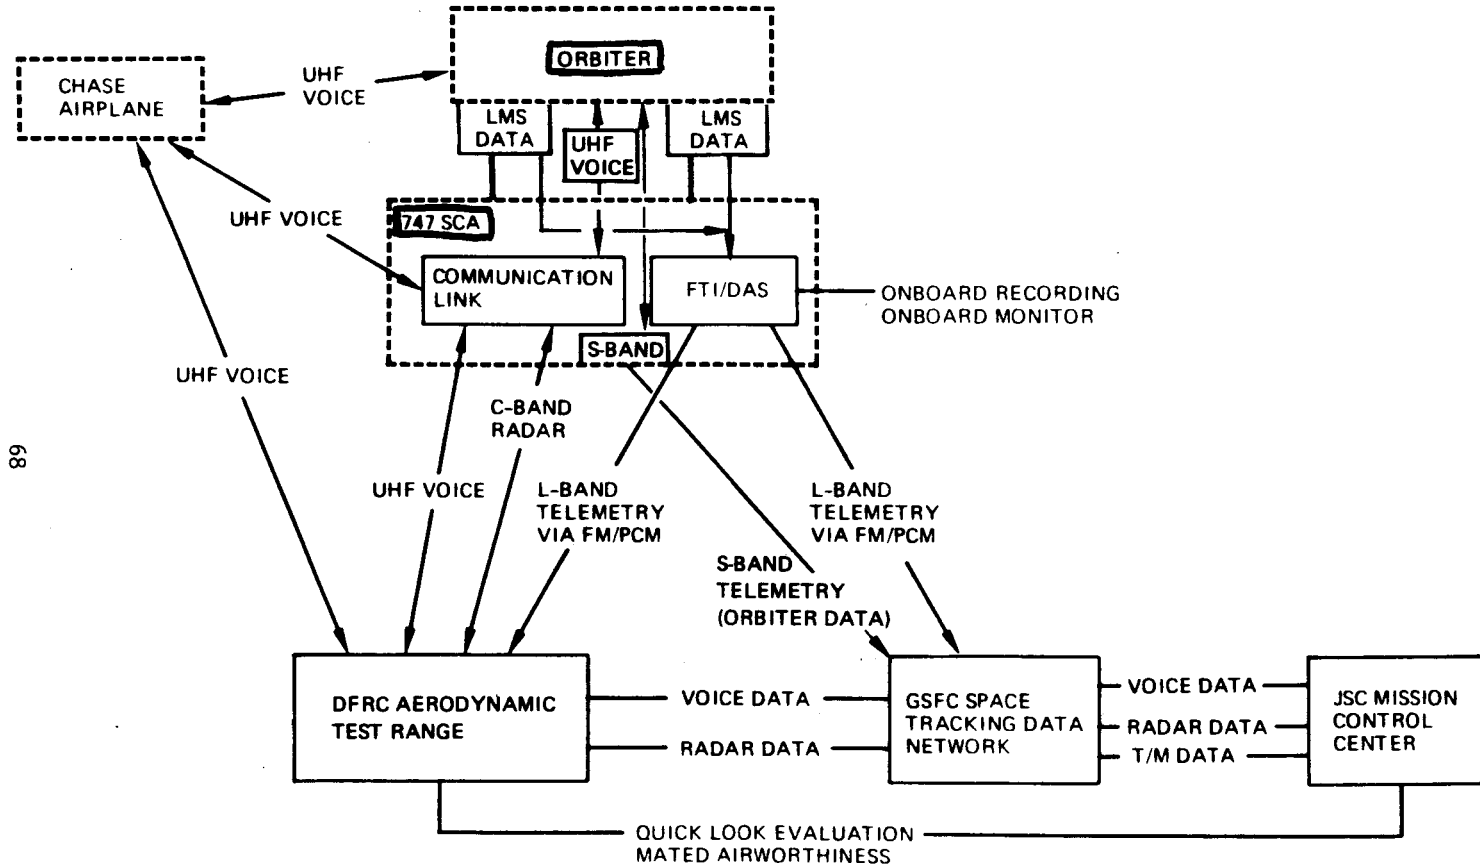 ORBITER
CHASE
AIRPLANE
UHF
VOICE
LMS
DATA
UHF
VOICE
LMS
DATA
747 SCA
UHF VOICE
COMMUNICATION
LINK
FTI/DAS
ONBOARD RECORDING
ONBOARD MONITOR
S-BAND
UHF VOICE
C-BAND
RADAR
68
UHF VOICE
L-BAND
TELEMETRY
VIA FM/PCM
L-BAND
TELEMETRY
VIA FM/PCM
S-BAND
TELEMETRY
(ORBITER DATA)
DFRC AERODYNAMIC
TEST RANGE
VOICE DATA
RADAR DATA
GSFC SPACE
TRACKING DATA
NETWORK
VOICE DATA
RADAR DATA
T/M DATA
JSC MISSION
CONTROL
CENTER
QUICK LOOK EVALUATION
MATED AIRWORTHINESS